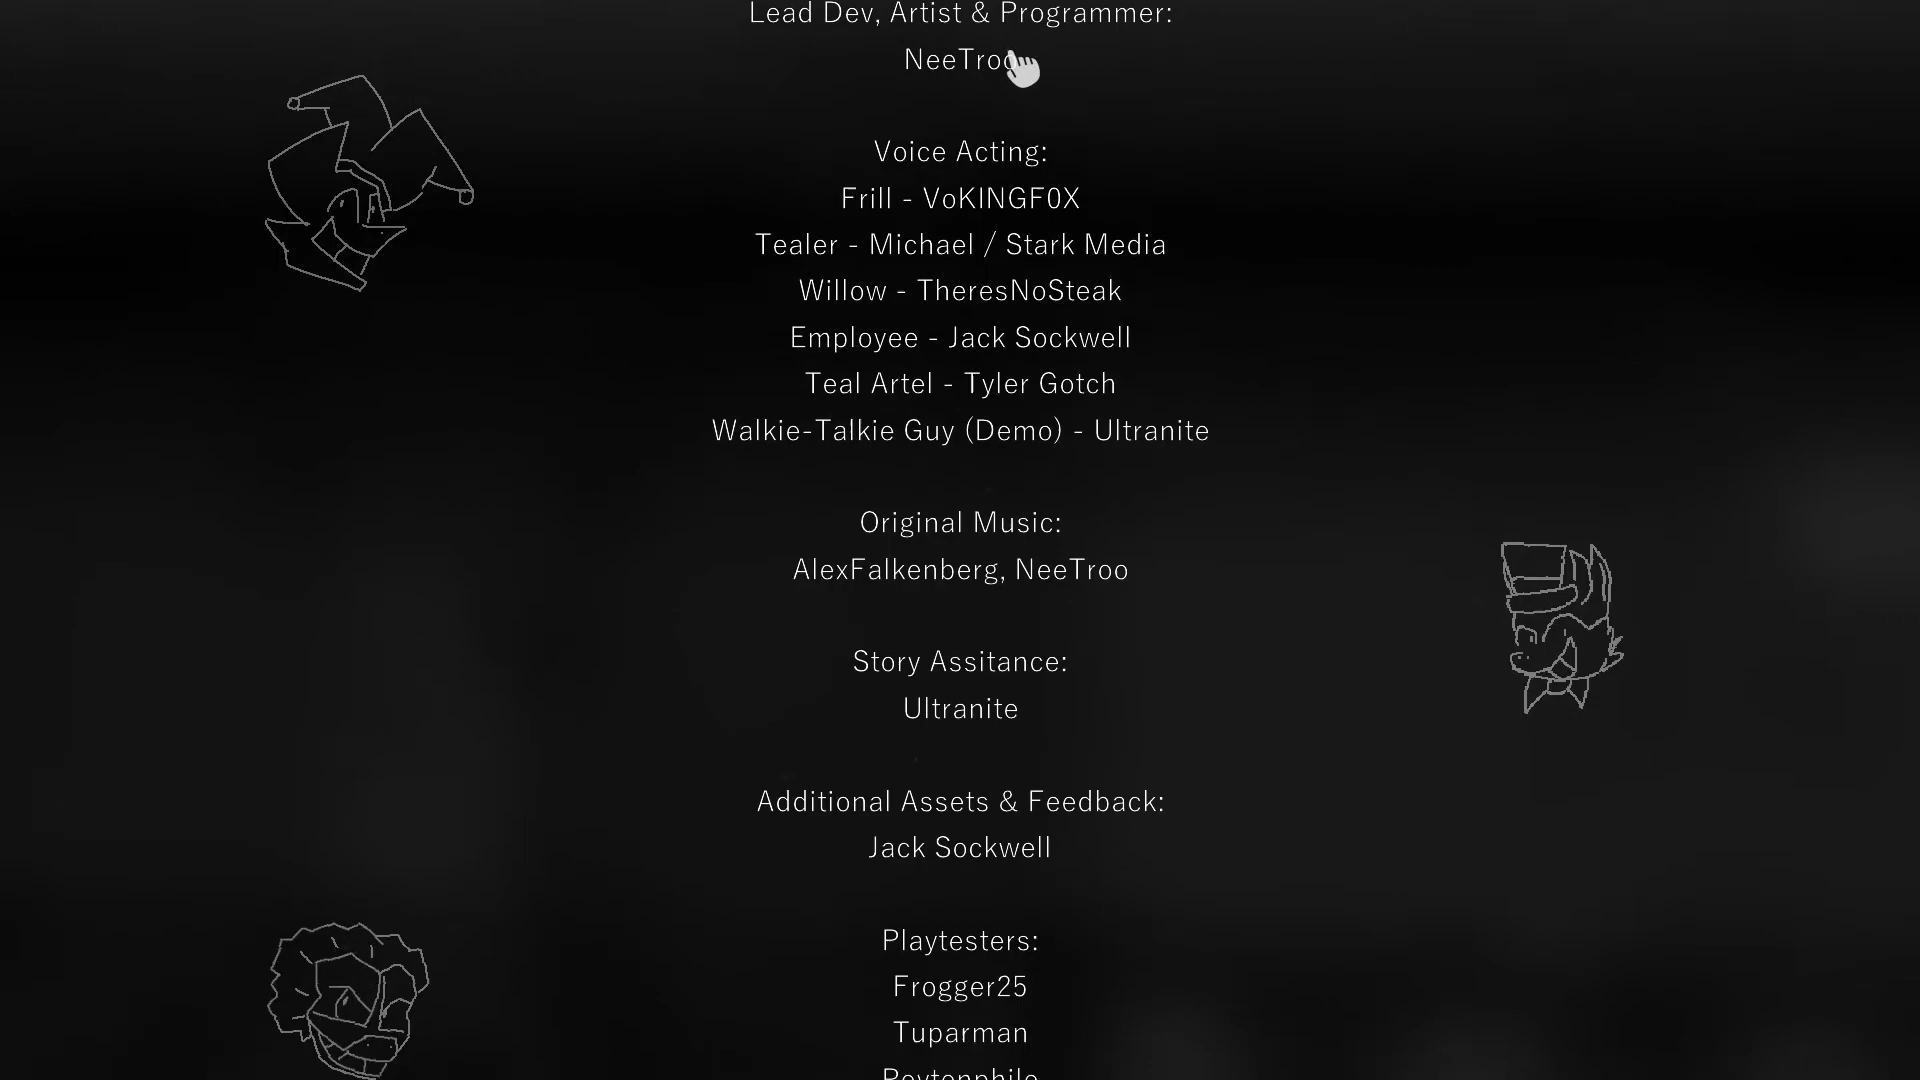 Lead Dev, Artist & Programmer:
NeeTroo
Voice Acting:
Frill - VoKINGF0X
Tealer - Michael / Stark Media
Willow - TheresNoSteak
Employee - Jack Sockwell
Teal Artel - Tyler Gotch
Walkie-Talkie Guy (Demo) - Ultranite
Original Music:
AlexFalkenberg, NeeTroo
Story Assitance:
Ultranite
Additional Assets & Feedback:
Jack Sockwell
Playtesters:
Frogger25
Tuparman